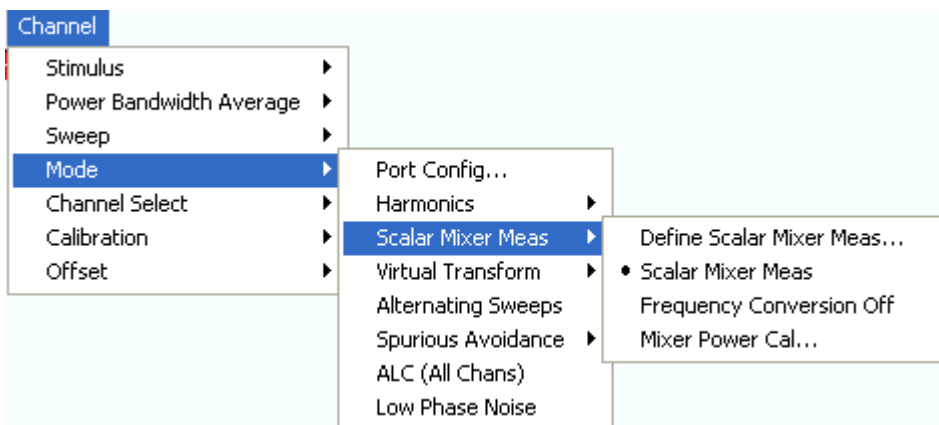 Channel
Stimulus
Power Bandwidth Average
Sweep
Mode
Channel Select
Calibration
Offset
Port Config...
Harmonics
Scalar Mixer Meas
Virtual Transform
Alternating Sweeps
Spurious Avoidance
ALC (All Chans)
Low Phase Noise
Define Scalar Mixer Meas...
Scalar Mixer Meas
Frequency Conversion Off
Mixer Power Cal...